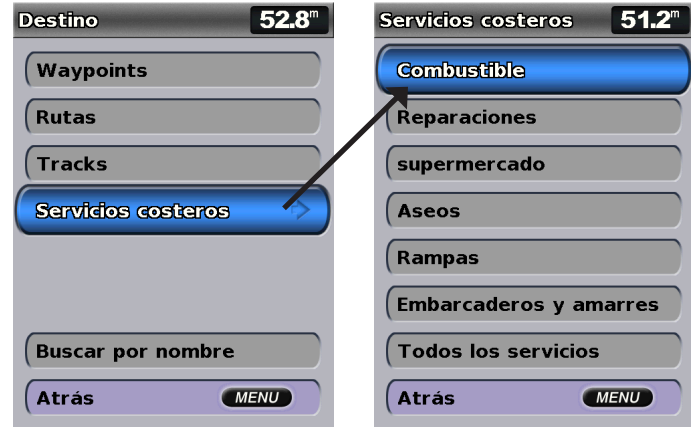 Destino 52.8m
Waypoints
Rutas
Tracks
Servicios costeros
Buscar por nombre
Atrás MENU
Servicios costeros 51.2m
Combustible
Reparaciones
supermercado
Aseos
Rampas
Embarcaderos y amarres
Todos los servicios
Atrás MENU